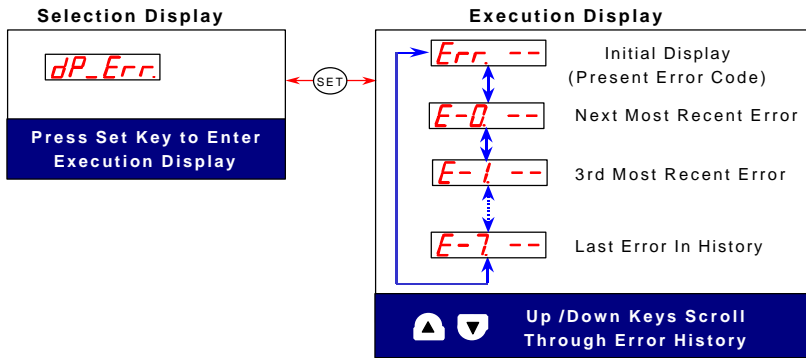 Selection Display
dP_Err.
Press Set Key to Enter
Execution Display
SET
Execution Display
Err. --
Initial Display
(Present Error Code)
E-0. --
Next Most Recent Error
E-1. --
3rd Most Recent Error
E-7. --
Last Error In History
Up /Down Keys Scroll
Through Error History